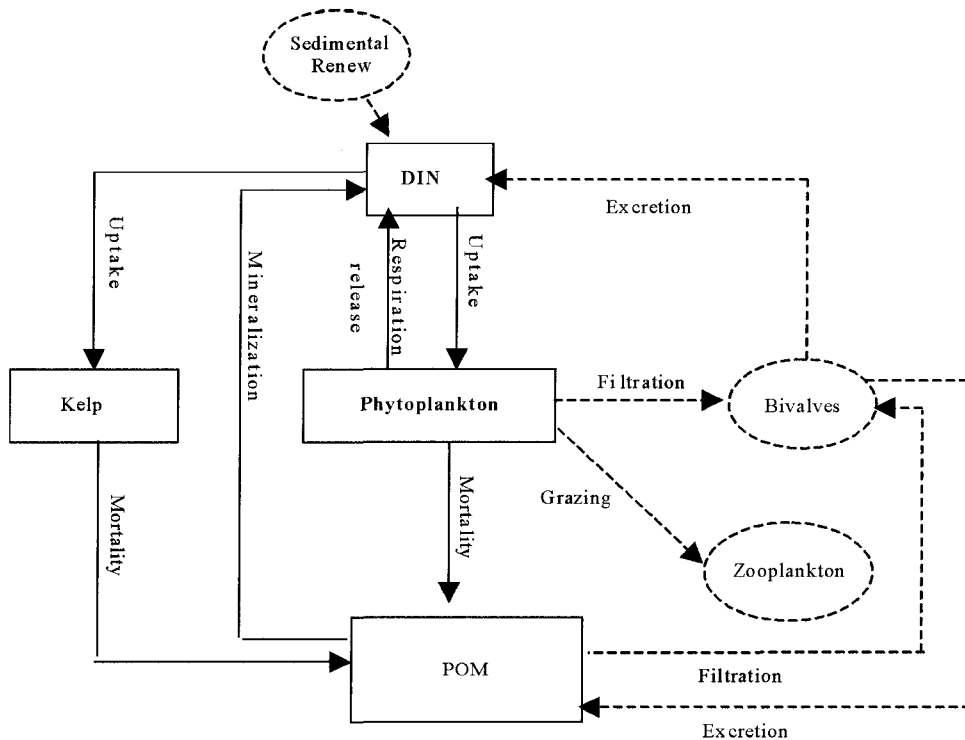 Sedimental
Renew
DIN
Excretion
Uptake
Mineralization
release
Respiration
Uptake
Kelp
Phytoplankton
Filtration
Bivalves
Mortality
Mortality
Grazing
Zooplankton
POM
Filtration
Excretion